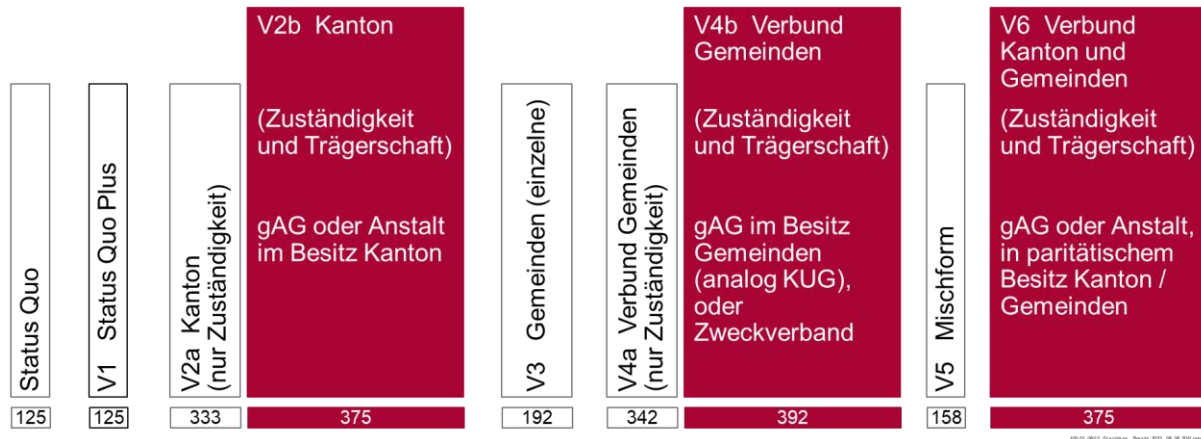 Status Quo
125
V1 Status Quo Plus
125
V2a Kanton
(nur Zuständigkeit)
333
V2b Kanton
(Zuständigkeit
und Trägerschaft)
gAG oder Anstalt
im Besitz Kanton
375
V3 Gemeinden (einzelne)
192
V4a Verbund Gemeinden
(nur Zuständigkeit)
342
V4b Verbund
Gemeinden
(Zuständigkeit
und Trägerschaft)
gAG im Besitz
Gemeinden
(analog KUG),
oder
Zweckverband
392
V5 Mischform
158
V6 Verbund
Kanton und
Gemeinden
(Zuständigkeit
und Trägerschaft)
gAG oder Anstalt,
in paritätischem
Besitz Kanton /
Gemeinden
375